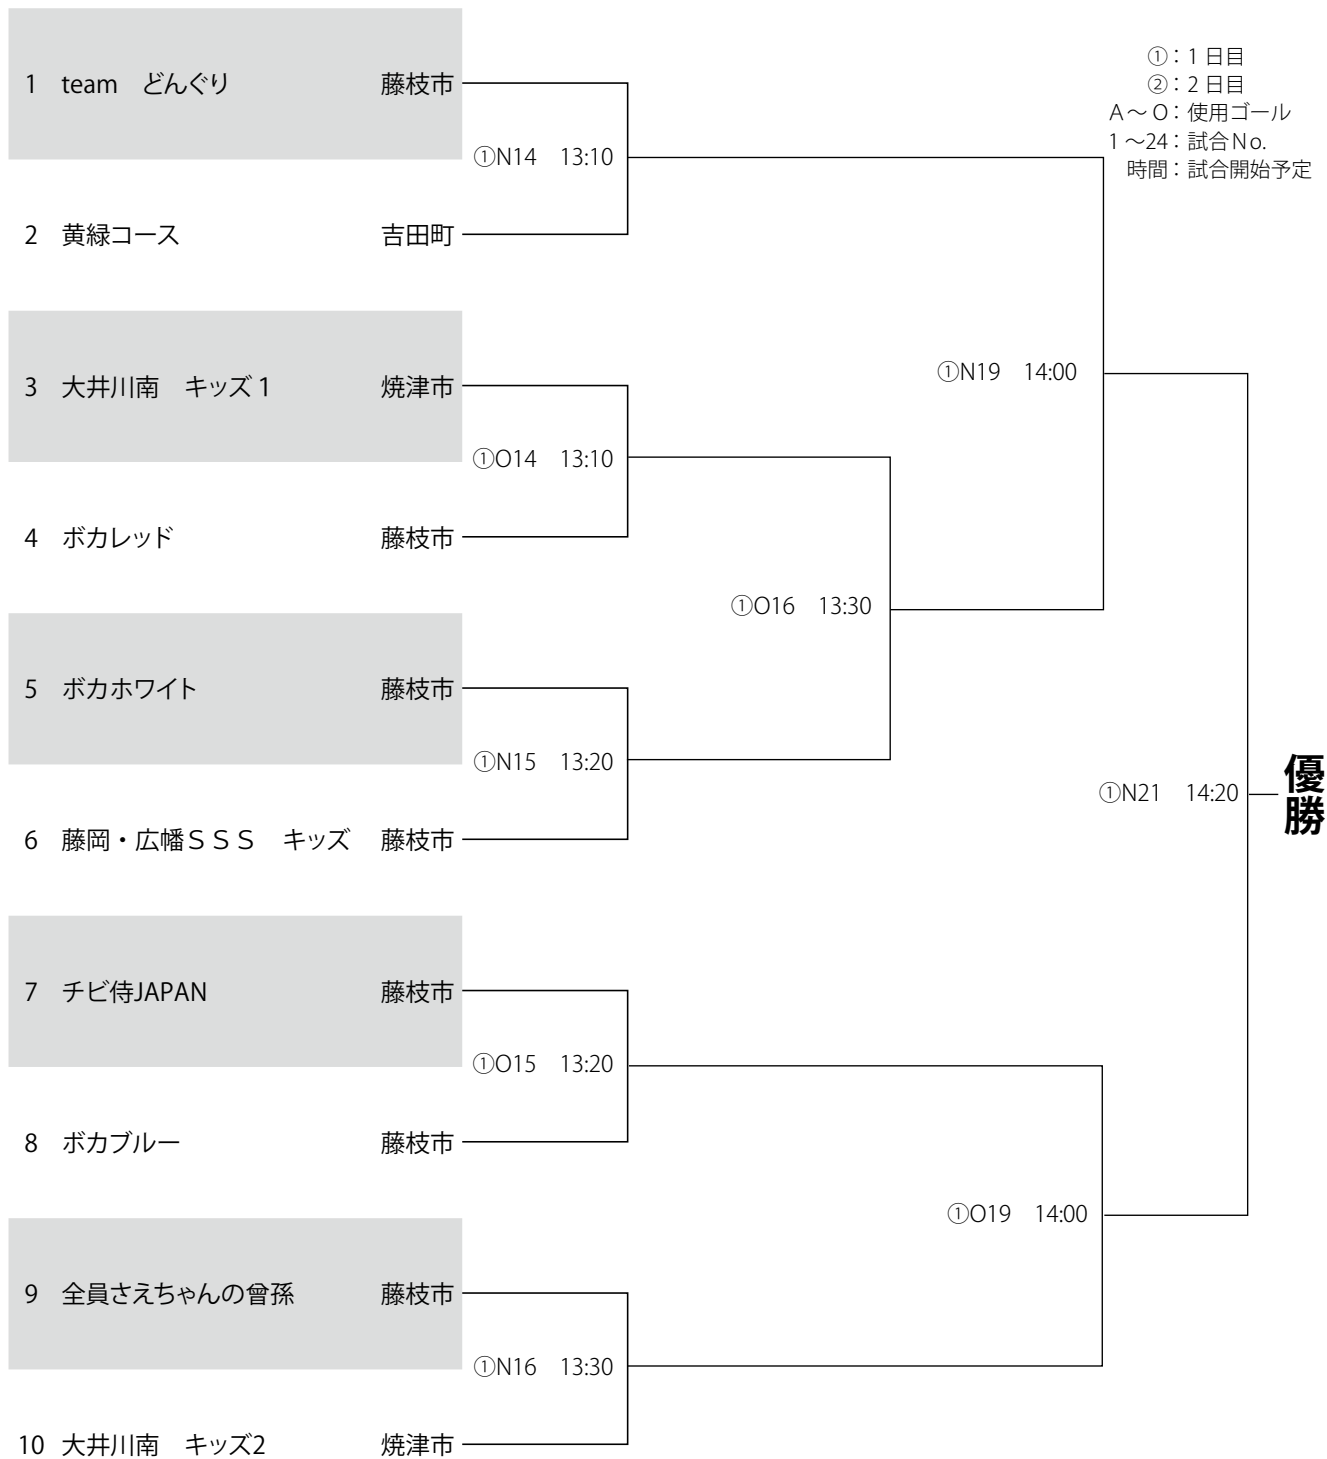 ①：1 日目
②：2 日目
A～O：使用ゴール
1～24：試合No.
時間：試合開始予定
1 team　どんぐり 藤枝市
①N14　13:10
2 黄緑コース 吉田町
3 大井川南　キッズ 1 焼津市
①N19　14:00
①O14　13:10
4 ボカレッド 藤枝市
①O16　13:30
5 ボカホワイト 藤枝市
①N15　13:20
①N21　14:20
優勝
6 藤岡・広幡ＳＳＳ　キッズ 藤枝市
7 チビ侍JAPAN 藤枝市
①O15　13:20
8 ボカブルー 藤枝市
①O19　14:00
9 全員さえちゃんの曾孫 藤枝市
①N16　13:30
10 大井川南　キッズ2 焼津市